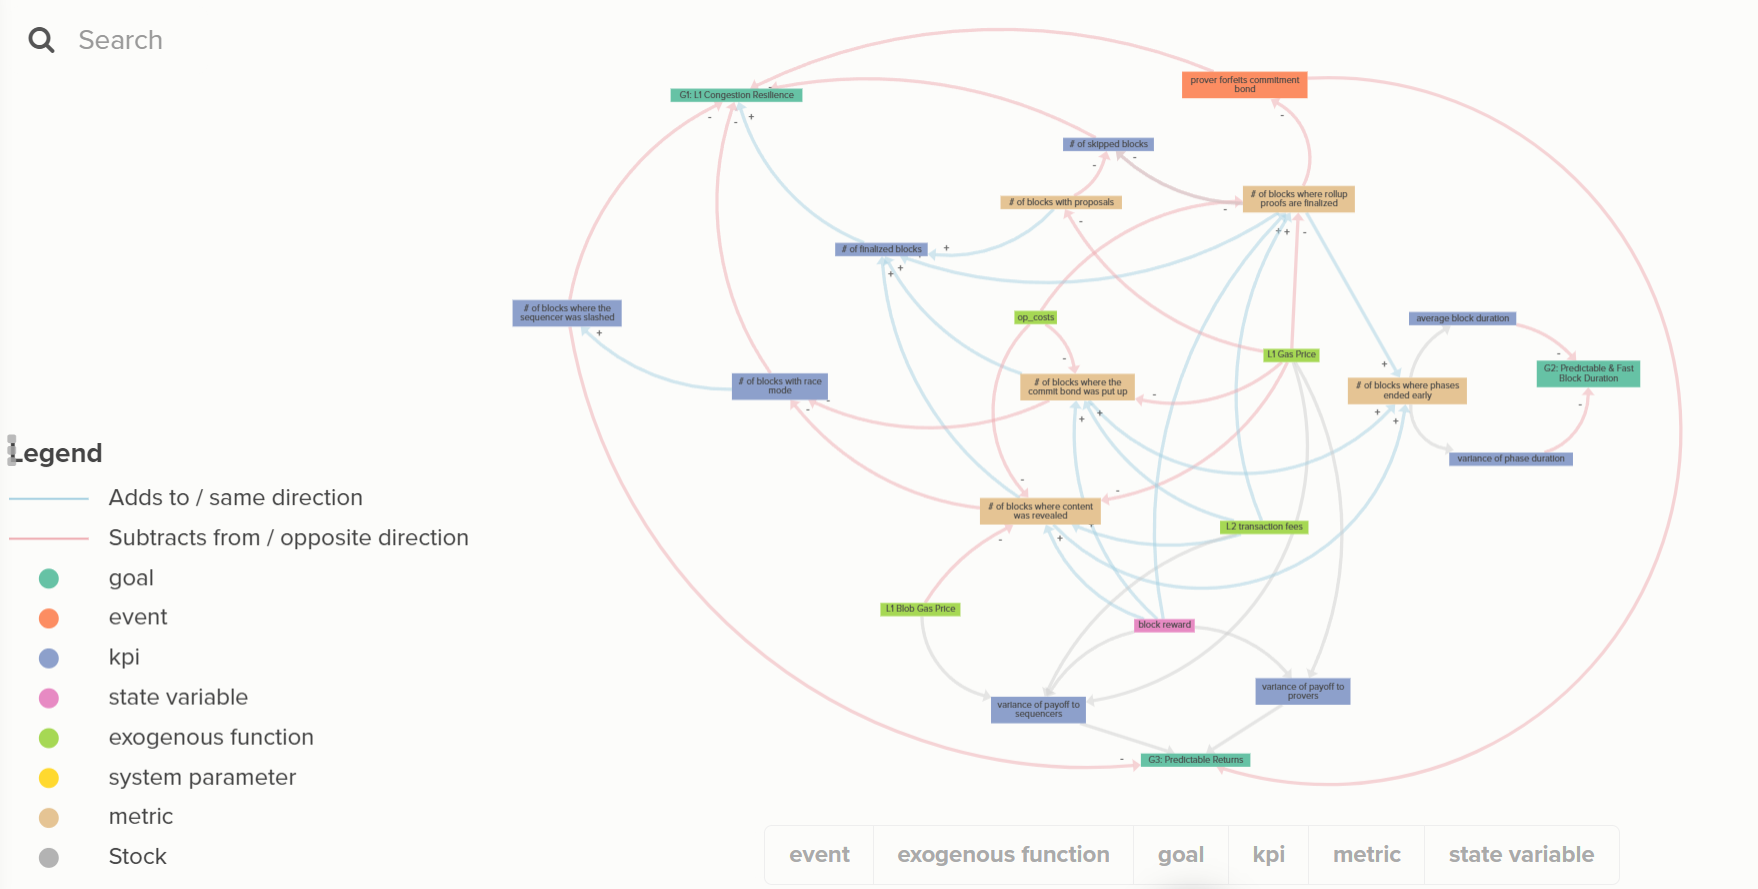 Search
prover forfeits commitment
bond
G1: L1 Congestion Resilience
-
-
-
+
-
# of skipped blocks
-
-
# of blocks where rollup
proofs are finalized
# of blocks with proposals
-
-
+
+
-
# of finalized blocks
+
+
+
# of blocks where the
sequencer was slashed
+
op_costs
average block duration
L1 Gas Price
-
-
+
G2: Predictable & Fast
Block Duration
# of blocks with race
mode
-
-
# of blocks where the
commit bond was put up
-
+
+
# of blocks where phases
ended early
+
+
-
Legend
variance of phase duration
Adds to / same direction
-
-
# of blocks where content
was revealed
L2 transaction fees
-
+
+
Subtracts from / opposite direction
goal
L1 Blob Gas Price
event
block reward
kpi
variance of payoff to
provers
state variable
variance of payoff to
sequencers
exogenous function
-
G3: Predictable Returns
system parameter
metric
Stock
event
exogenous function
goal
kpi
metric
state variable